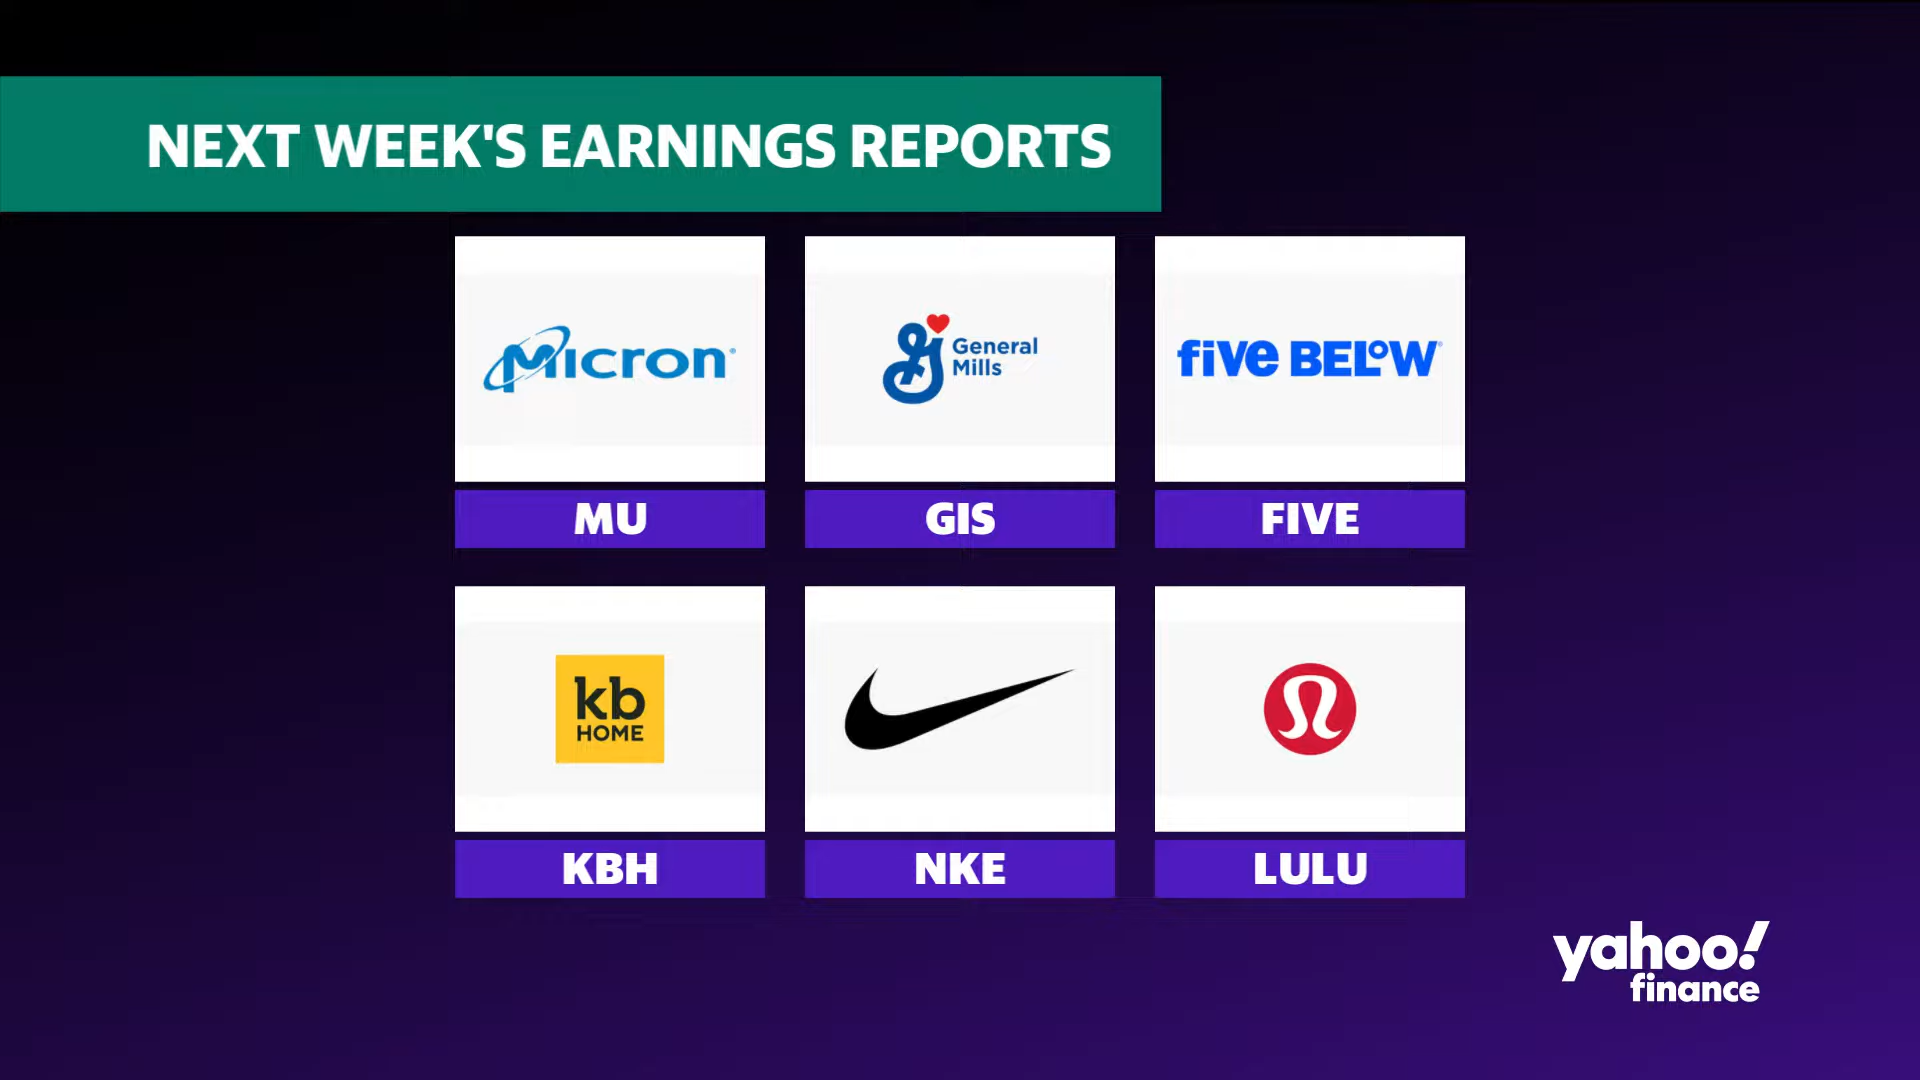 NEXT WEEK'S EARNINGS REPORTS
Micron
General
Mills
five BELOW
MU
GIS
FIVE
kb
HOME
KBH
NKE
LULU
yahoo!
finance